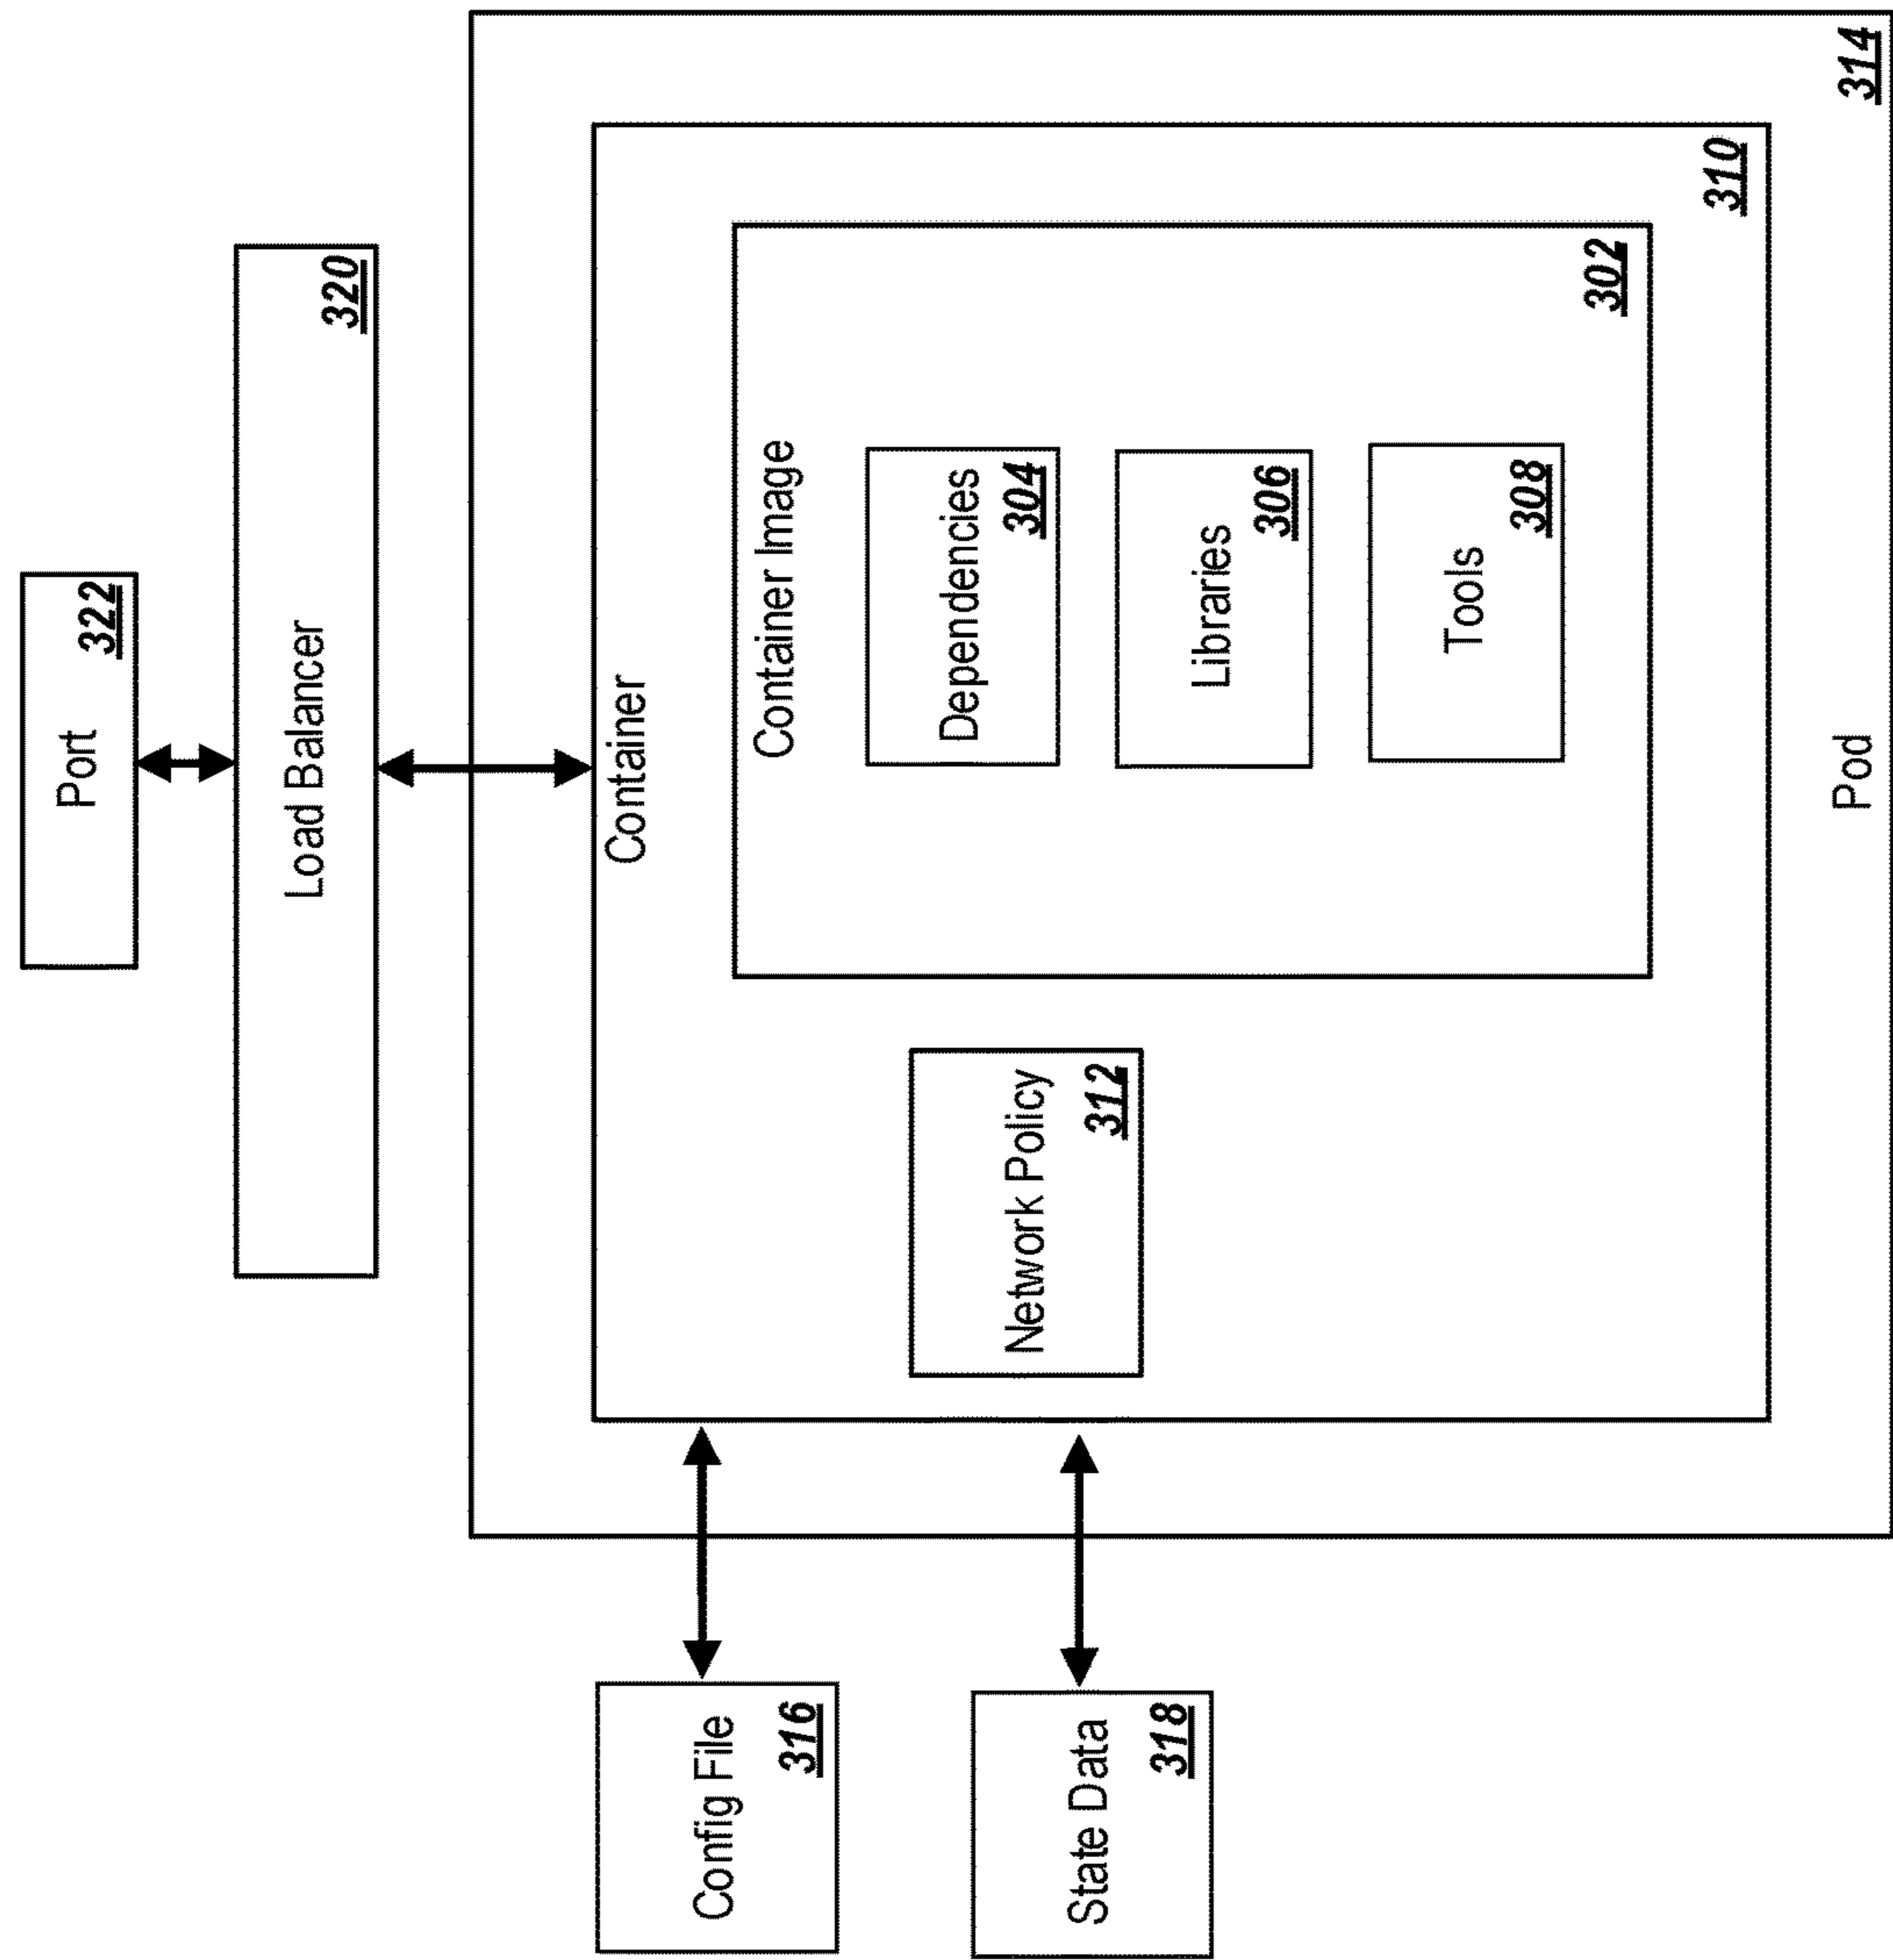 Port
322
Load Balancer
320
Container
Container Image
Dependencies
304
Libraries
306
Tools
308
302
Network Policy
312
310
Pod
314
Config File
316
State Data
318